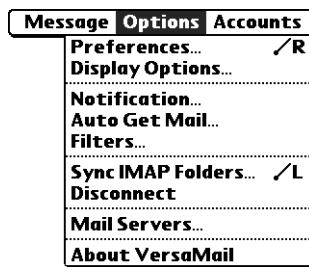 Message Options Accounts
Preferences... /R
Display Options...
Notification...
Auto Get Mail...
Filters...
Sync IMAP Folders... /L
Disconnect
Mail Servers...
About VersaMail